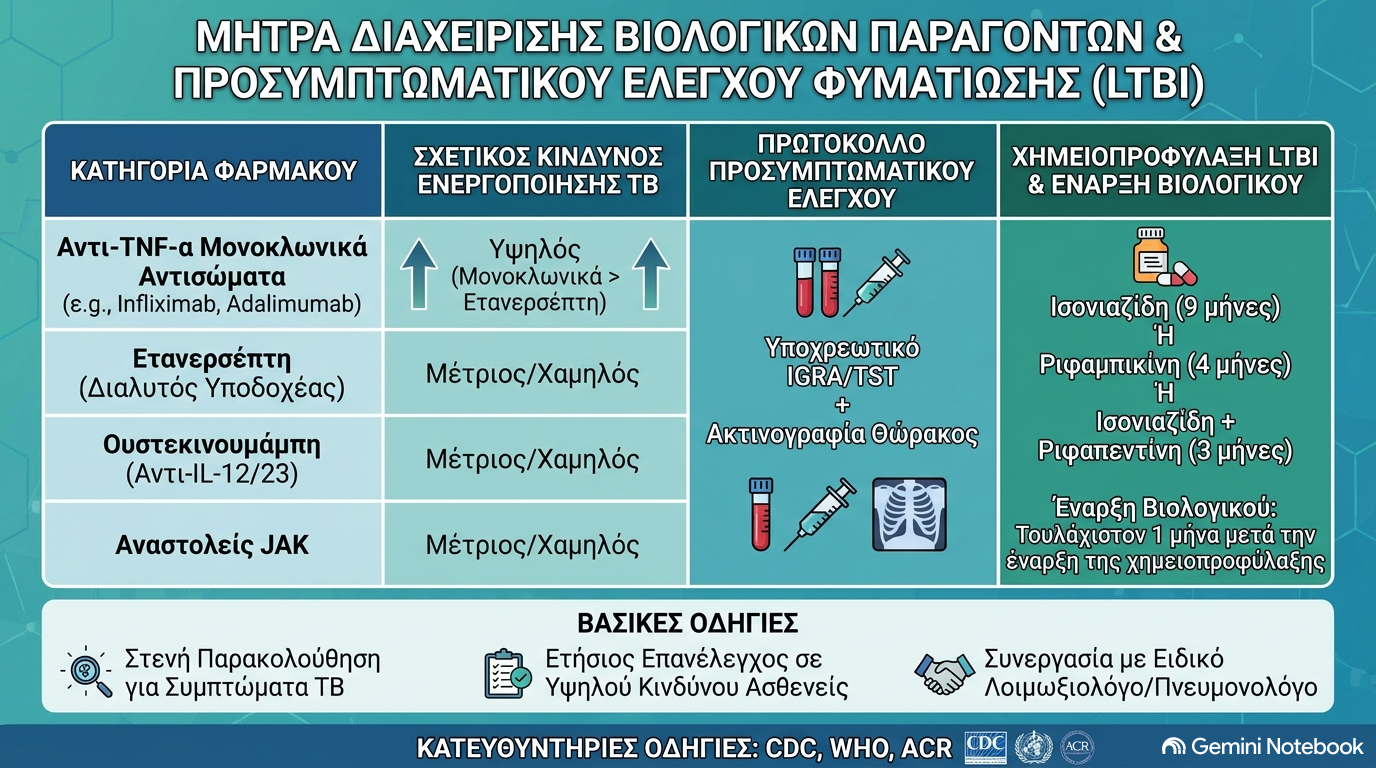 ΜΗΤΡΑ ΔΙΑΧΕΙΡΙΣΗΣ ΒΙΟΛΟΓΙΚΩΝ ΠΑΡΑΓΟΝΤΩΝ &
ΠΡΟΣΥΜΠΤΩΜΑΤΙΚΟΥ ΕΛΕΓΧΟΥ ΦΥΜΑΤΙΩΣΗΣ (LTBI)
ΚΑΤΗΓΟΡΙΑ ΦΑΡΜΑΚΟΥ
ΣΧΕΤΙΚΟΣ ΚΙΝΔΥΝΟΣ
ΕΝΕΡΓΟΠΟΙΗΣΗΣ ΤΒ
ΠΡΩΤΟΚΟΛΛΟ
ΠΡΟΣΥΜΠΤΩΜΑΤΙΚΟΥ
ΕΛΕΓΧΟΥ
ΧΗΜΕΙΟΠΡΟΦΥΛΑΞΗ LTBI
& ΕΝΑΡΞΗ ΒΙΟΛΟΓΙΚΟΥ
Αντι-TNF-α Μονοκλωνικά
Αντισώματα
(ε.g., Infliximab, Adalimumab)
Υψηλός
(Μονοκλωνικά >
Ετανερσέπτη)
Ετανερσέπτη
(Διαλυτός Υποδοχέας)
Μέτριος/Χαμηλός
Ουστεκινουμάμπη
(Αντι-IL-12/23)
Μέτριος/Χαμηλός
Αναστολείς JAK
Μέτριος/Χαμηλός
Υποχρεωτικό
IGRA/TST
+
Ακτινογραφία Θώρακος
Ισονιαζίδη (9 μήνες)
Ή
Ριφαμπικίνη (4 μήνες)
Ή
Ισονιαζίδη +
Ριφαπεντίνη (3 μήνες)
Έναρξη Βιολογικού:
Τουλάχιστον 1 μήνα μετά την
έναρξη της χημειοπροφύλαξης
ΒΑΣΙΚΕΣ ΟΔΗΓΙΕΣ
Στενή Παρακολούθηση
για Συμπτώματα ΤΒ
Ετήσιος Επανέλεγχος σε
Υψηλού Κινδύνου Ασθενείς
Συνεργασία με Ειδικό
Λοιμωξιολόγο/Πνευμονολόγο
ΚΑΤΕΥΘΥΝΤΗΡΙΕΣ ΟΔΗΓΙΕΣ: CDC, WHO, ACR
CDC
ACR
Gemini Notebook